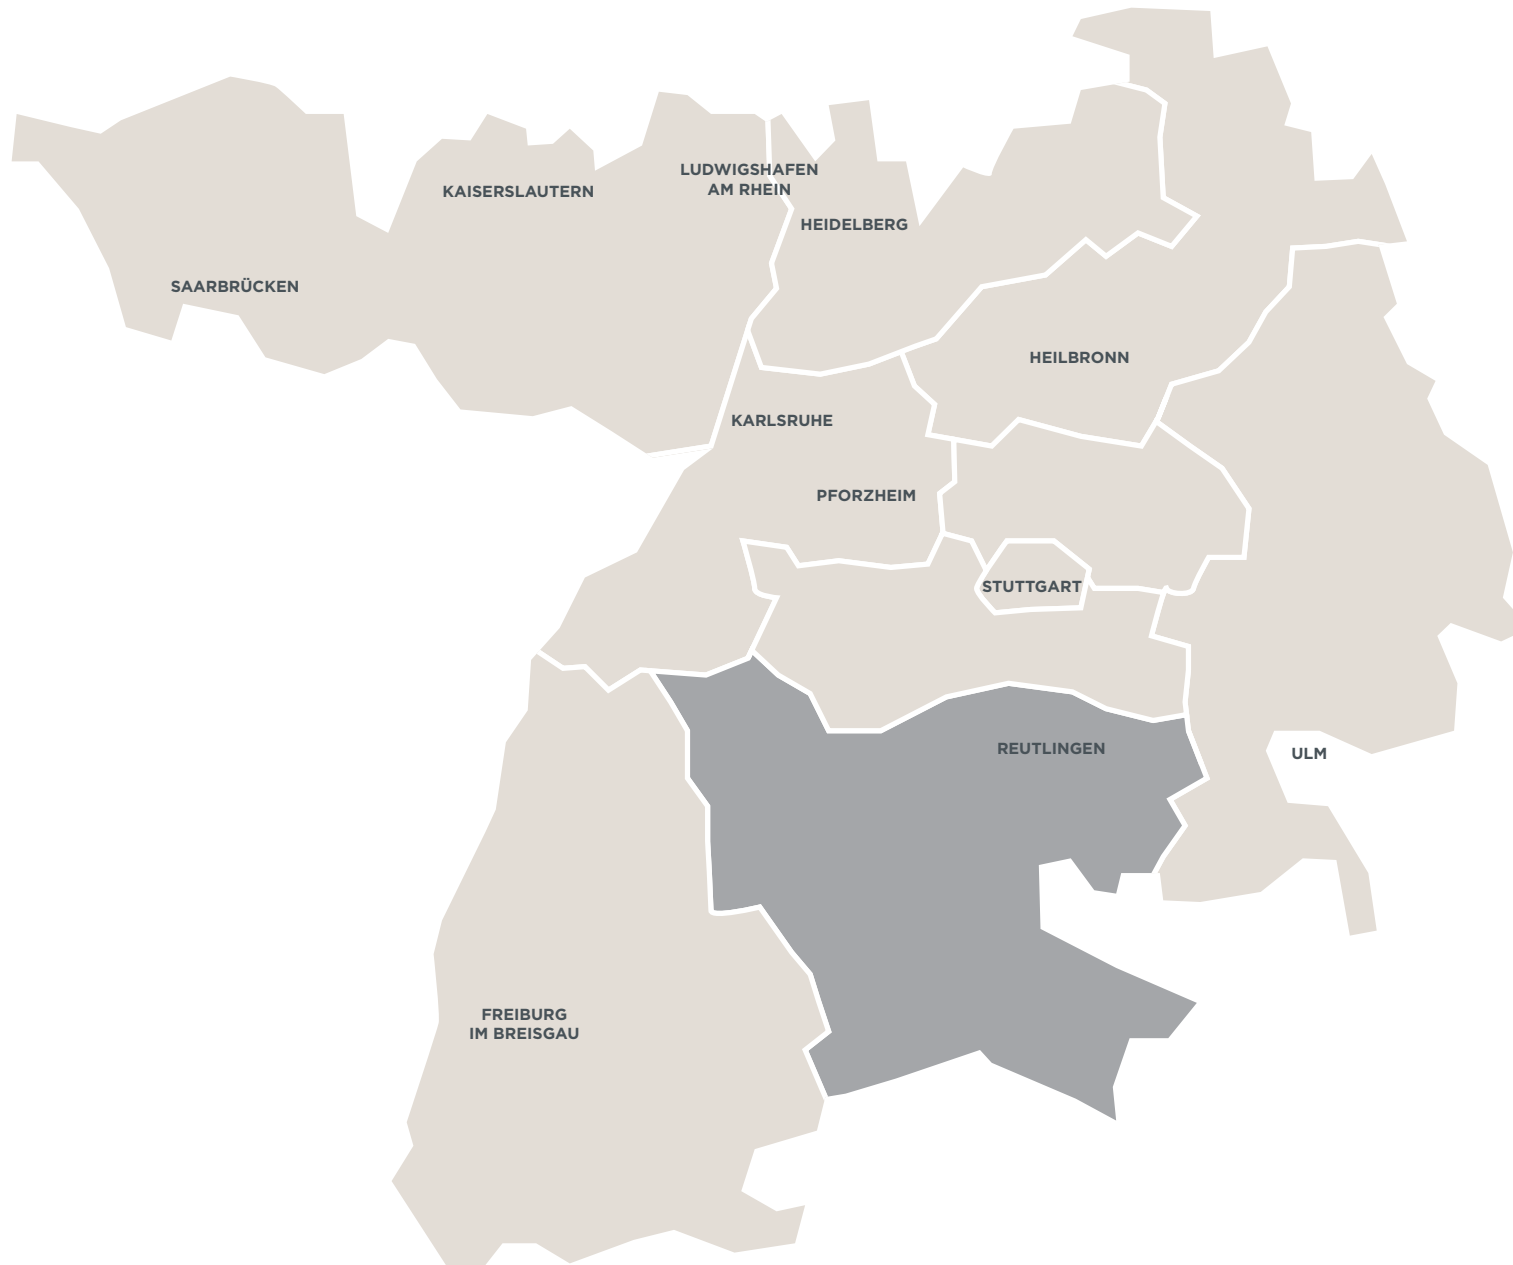 LUDWIGSHAFEN
AM RHEIN
KAISERSLAUTERN
HEIDELBERG
SAARBRÜCKEN
HEILBRONN
KARLSRUHE
PFORZHEIM
STUTTGART
REUTLINGEN
ULM
FREIBURG
IM BREISGAU